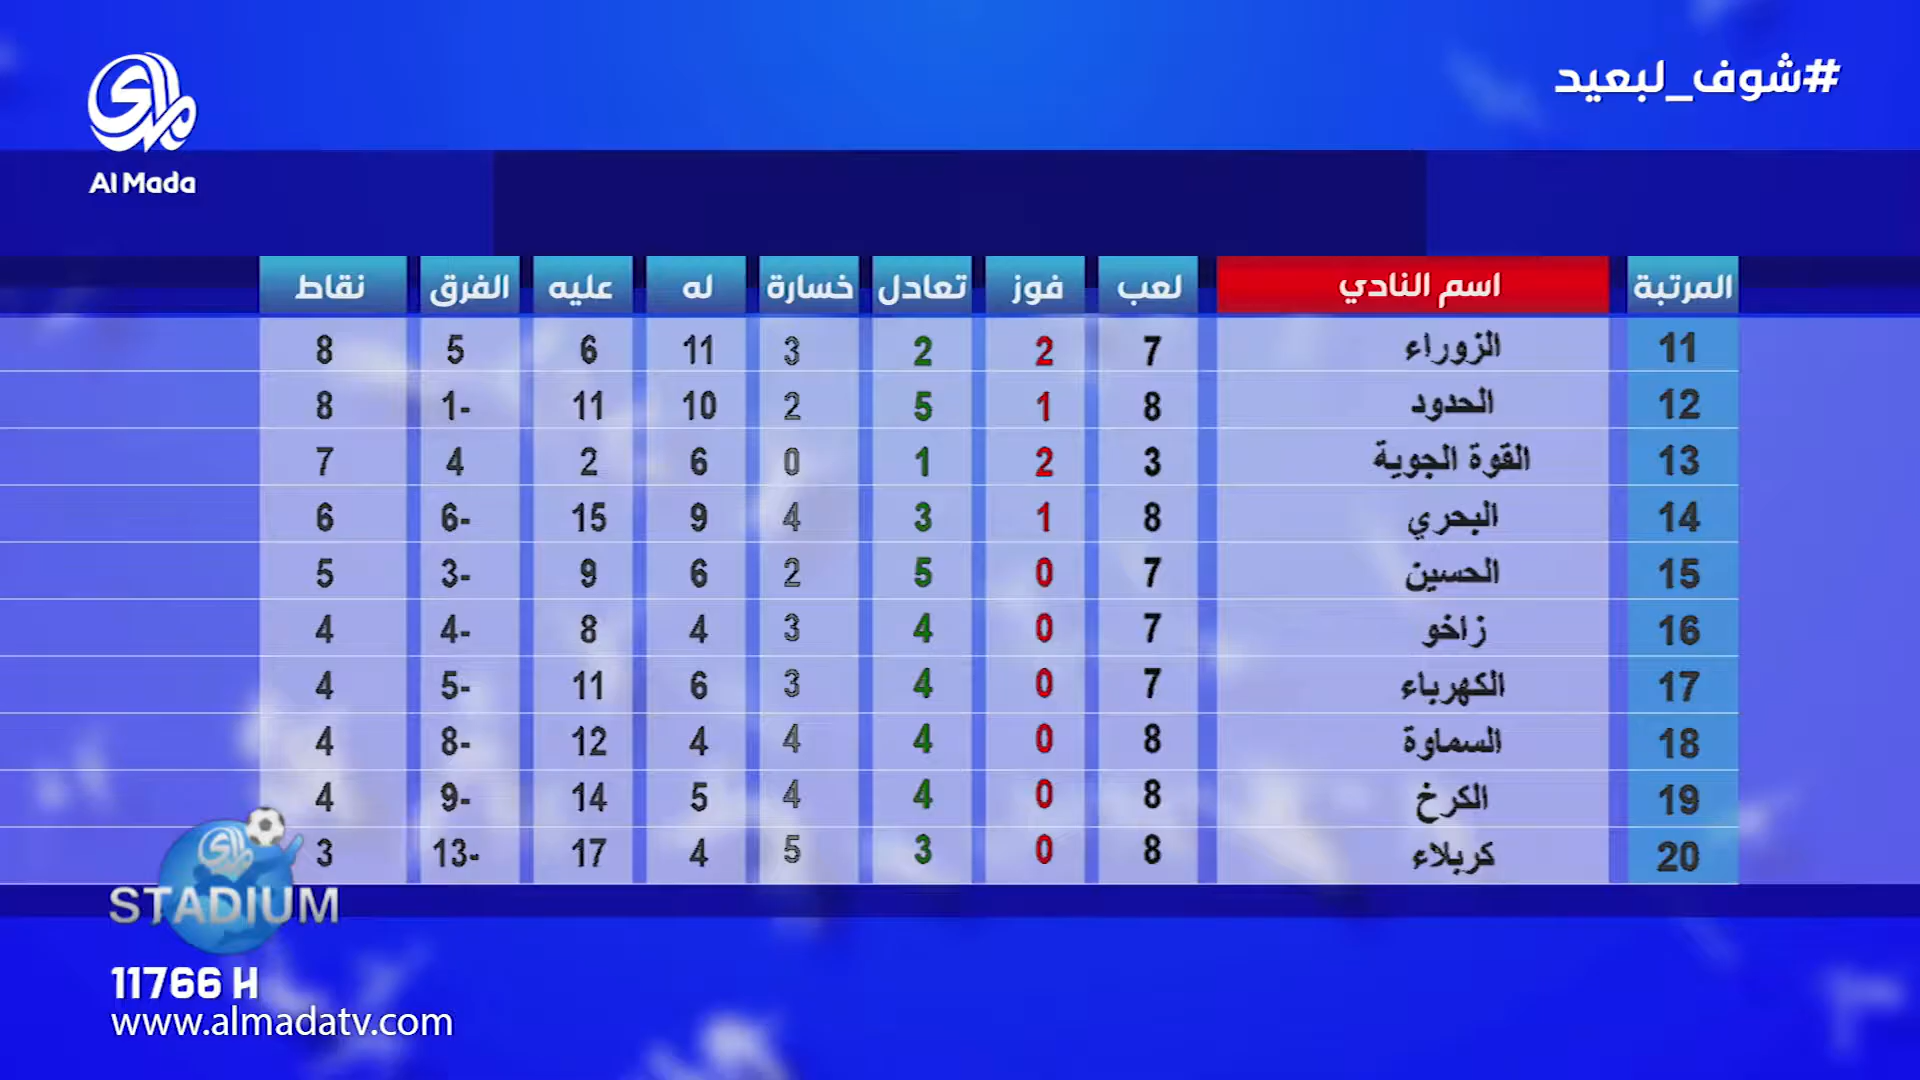 #شوف_لبعيد
مدى
Al Mada
المرتبة اسم النادي لعب فوز تعادل خسارة له عليه الفرق نقاط
11 الزوراء 7 2 2 3 11 6 5 8
12 الحدود 8 1 5 2 10 11 1- 8
13 القوة الجوية 3 2 1 0 6 2 4 7
14 البحري 8 1 3 4 9 15 6- 6
15 الحسين 7 0 5 2 6 9 3- 5
16 زاخو 7 0 4 3 4 8 4- 4
17 الكهرباء 7 0 4 3 6 11 5- 4
18 السماوة 8 0 4 4 4 12 8- 4
19 الكرخ 8 0 4 4 5 14 9- 4
20 كربلاء 8 0 3 5 4 17 13- 3
مدى
STADIUM
11766 H
www.almadatv.com